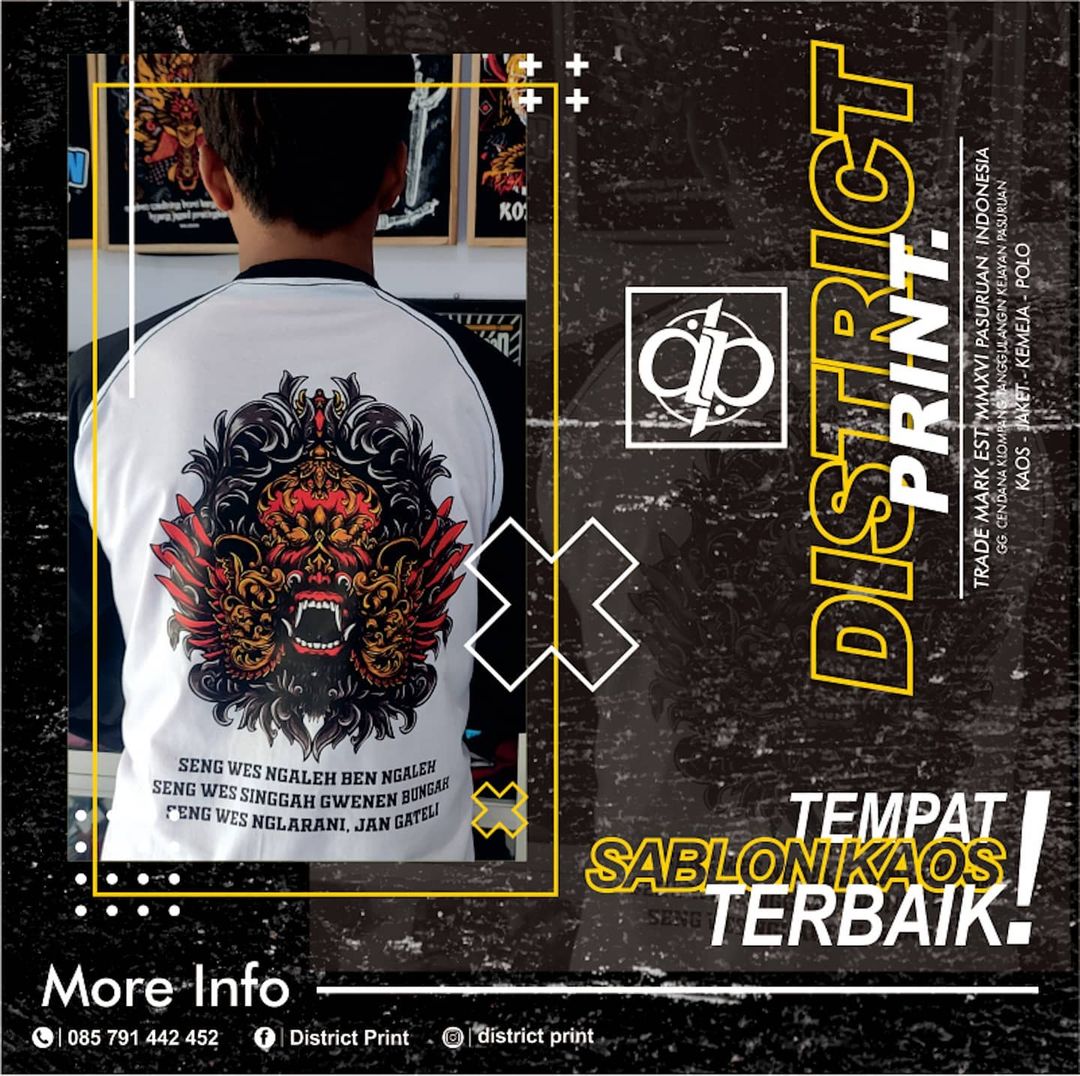 SENG WES NGALEH BEN NGALEH
SENG WES SINGGAH GWENEN BUNGAH
SENG WES NGLARANI, JAN GATELI
DISTRICT
PRINT.
TRADE MARK EST MMXVI PASURUAN INDONESIA
GG CENDANA KLOMPANG TANGGULANGIN KEJAYAN PASURUAN
KAOS - JAKET - KEMEJA - POLO
TEMPAT
SABLON KAOS
TERBAIK!
More Info
085 791 442 452
District Print
district print